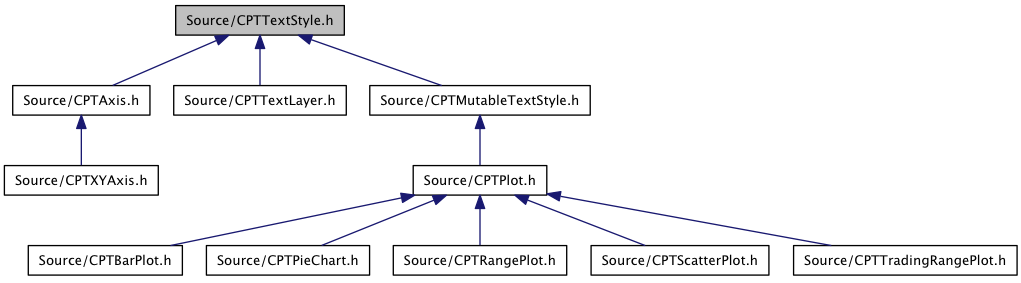 Source/CPTTextStyle.h
Source/CPTAxis.h
Source/CPTTextLayer.h
Source/CPTMutableTextStyle.h
Source/CPTXYAxis.h
Source/CPTPlot.h
Source/CPTBarPlot.h
Source/CPTPieChart.h
Source/CPTRangePlot.h
Source/CPTScatterPlot.h
Source/CPTTradingRangePlot.h